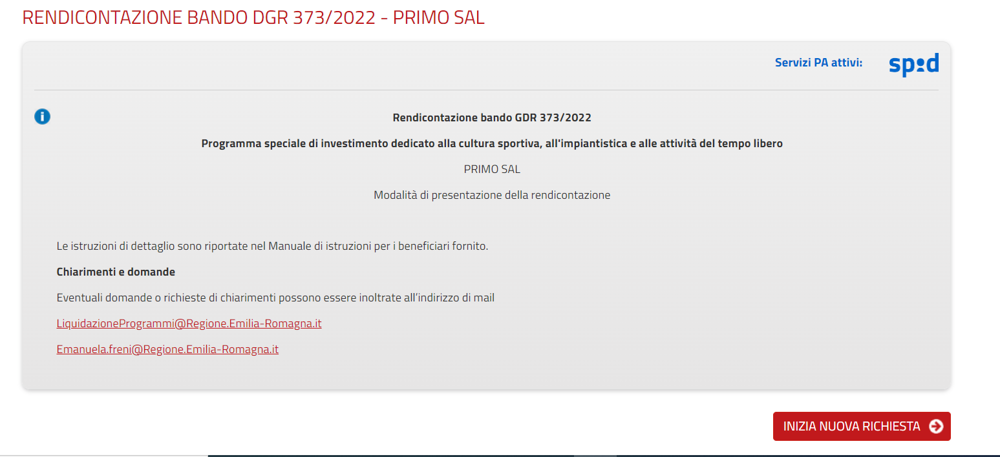 RENDICONTAZIONE BANDO DGR 373/2022 - PRIMO SAL
Servizi PA attivi:
sp:d
i
Rendicontazione bando GDR 373/2022
Programma speciale di investimento dedicato alla cultura sportiva, all'impiantistica e alle attività del tempo libero
PRIMO SAL
Modalità di presentazione della rendicontazione
Le istruzioni di dettaglio sono riportate nel Manuale di istruzioni per i beneficiari fornito.
Chiarimenti e domande
Eventuali domande o richieste di chiarimenti possono essere inoltrate all’indirizzo di mail
LiquidazioneProgrammi@Regione.Emilia-Romagna.it
Emanuela.freni@Regione.Emilia-Romagna.it
INIZIA NUOVA RICHIESTA